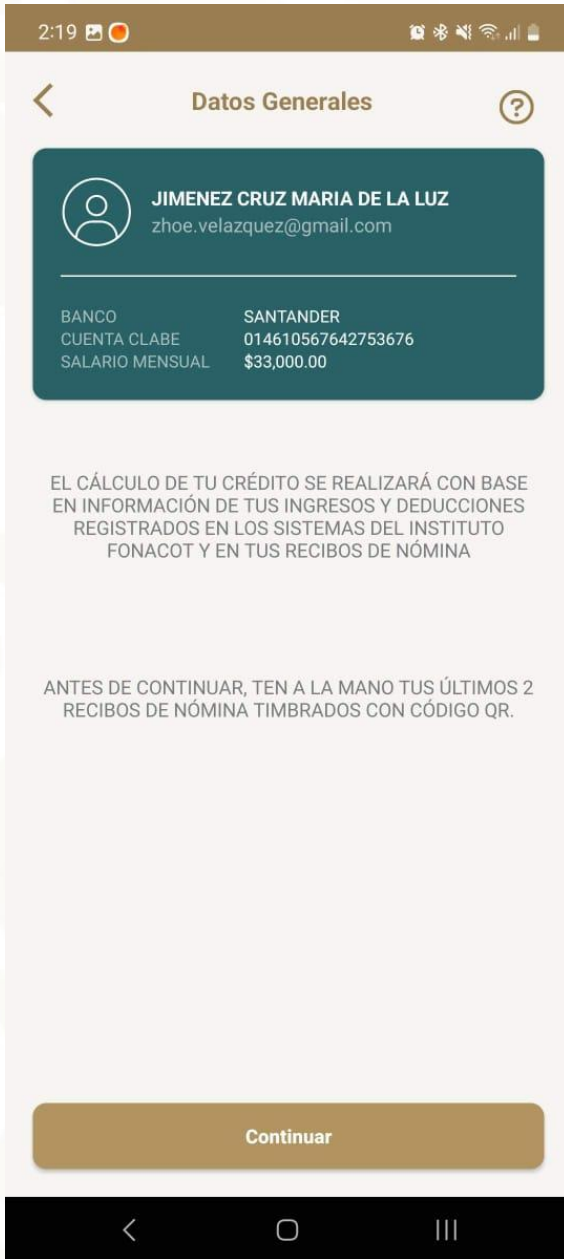 2:19
Datos Generales
?
JIMENEZ CRUZ MARIA DE LA LUZ
zhoe.velazquez@gmail.com
BANCO SANTANDER
CUENTA CLABE 014610567642753676
SALARIO MENSUAL $33,000.00
EL CÁLCULO DE TU CRÉDITO SE REALIZARÁ CON BASE
EN INFORMACIÓN DE TUS INGRESOS Y DEDUCCIONES
REGISTRADOS EN LOS SISTEMAS DEL INSTITUTO
FONACOT Y EN TUS RECIBOS DE NÓMINA
ANTES DE CONTINUAR, TEN A LA MANO TUS ÚLTIMOS 2
RECIBOS DE NÓMINA TIMBRADOS CON CÓDIGO QR.
Continuar